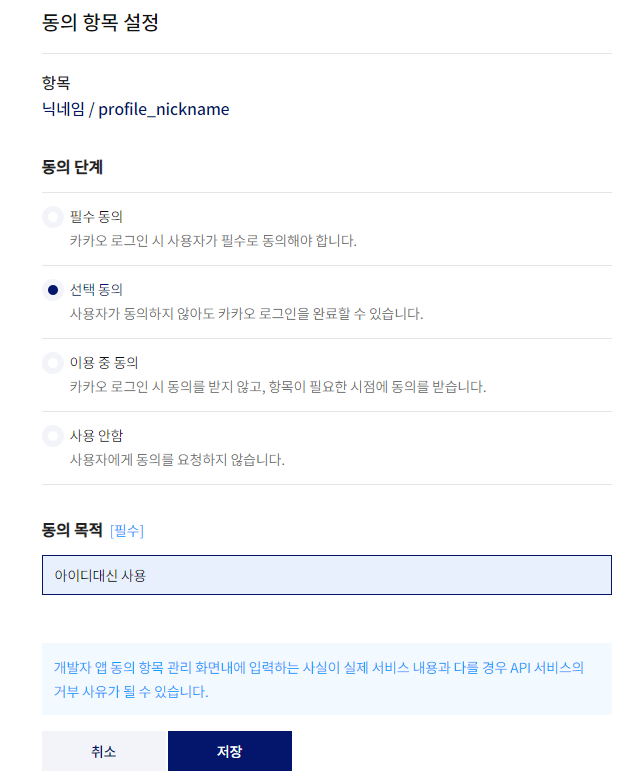 동의 항목 설정
항목
닉네임 / profile_nickname
동의 단계
필수 동의
카카오 로그인 시 사용자가 필수로 동의해야 합니다.
선택 동의
사용자가 동의하지 않아도 카카오 로그인을 완료할 수 있습니다.
이용 중 동의
카카오 로그인 시 동의를 받지 않고, 항목이 필요한 시점에 동의를 받습니다.
사용 안함
사용자에게 동의를 요청하지 않습니다.
동의 목적 [필수]
아이디대신 사용
개발자 앱 동의 항목 관리 화면내에 입력하는 사실이 실제 서비스 내용과 다를 경우 API 서비스의
거부 사유가 될 수 있습니다.
취소 저장